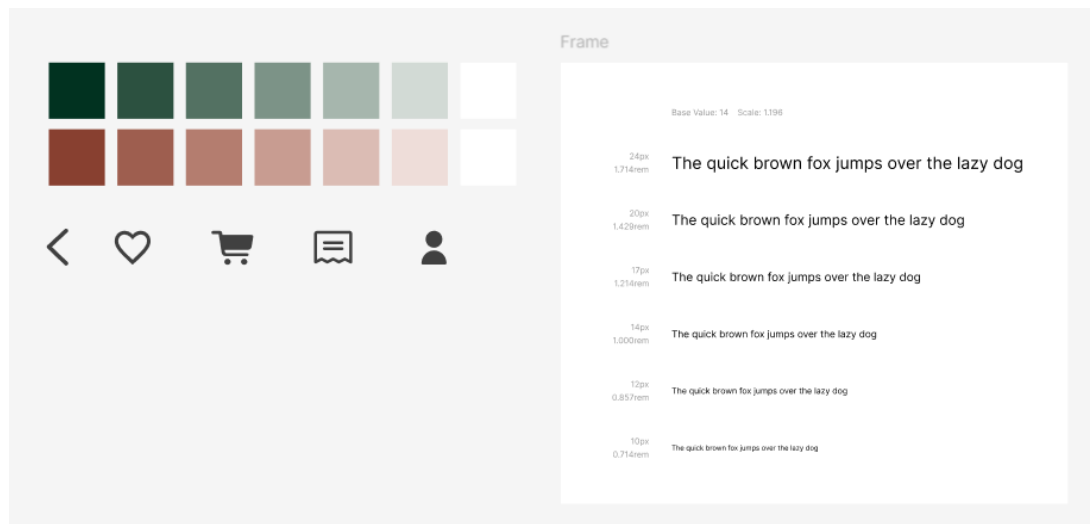 Frame
Base Value: 14 Scale: 1.196
24px
1.714rem
The quick brown fox jumps over the lazy dog
20px
1.429rem
The quick brown fox jumps over the lazy dog
17px
1.214rem
The quick brown fox jumps over the lazy dog
14px
1.000rem
The quick brown fox jumps over the lazy dog
12px
0.857rem
The quick brown fox jumps over the lazy dog
10px
0.714rem
The quick brown fox jumps over the lazy dog